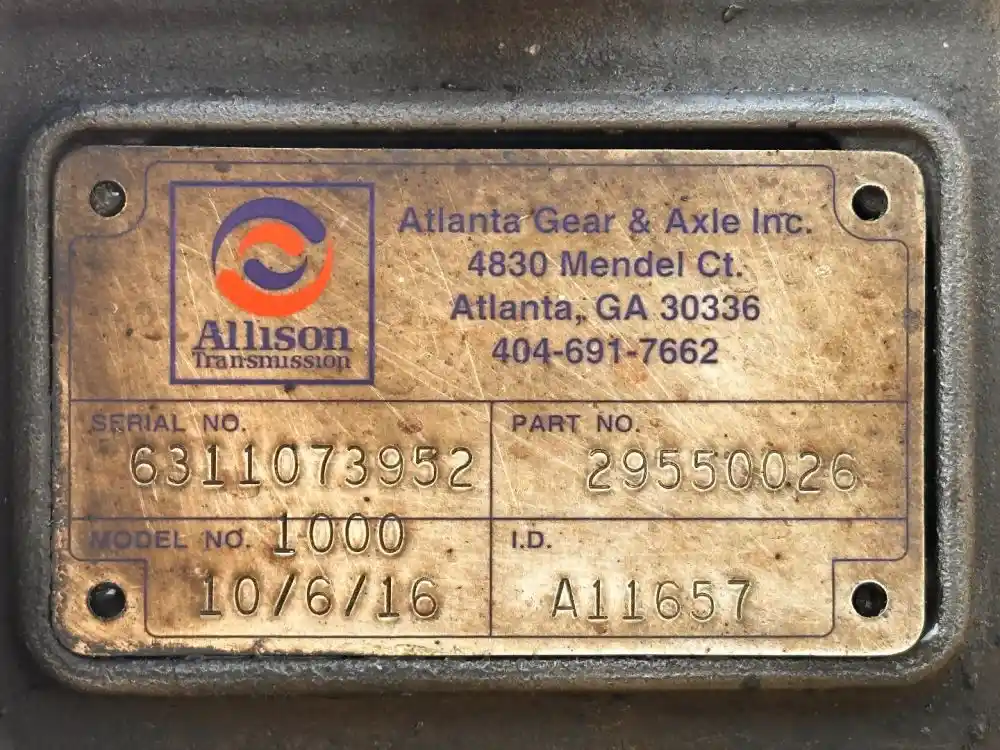 Allison
Transmission
Atlanta Gear & Axle Inc.
4830 Mendel Ct.
Atlanta, GA 30336
404-691-7662
SERIAL NO.
6311073952
PART NO.
29550026
MODEL NO. 1000
10/6/16
I.D.
A11657